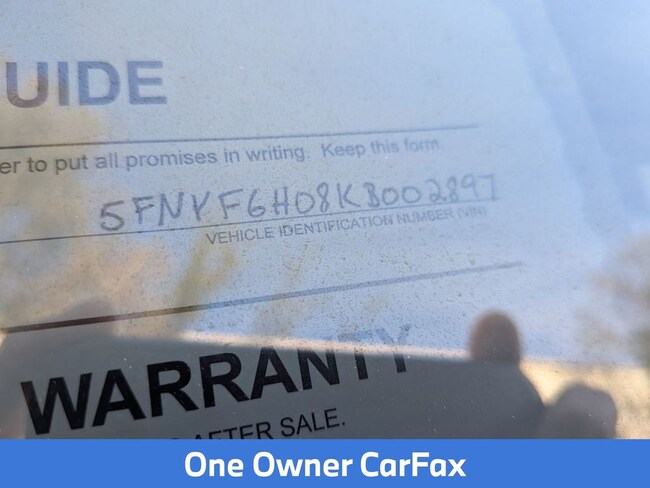 UIDE
er to put all promises in writing. Keep this form.
5FNYF6H08KB002897
VEHICLE IDENTIFICATION NUMBER (VIN)
WARRANTY
AFTER SALE.
One Owner CarFax